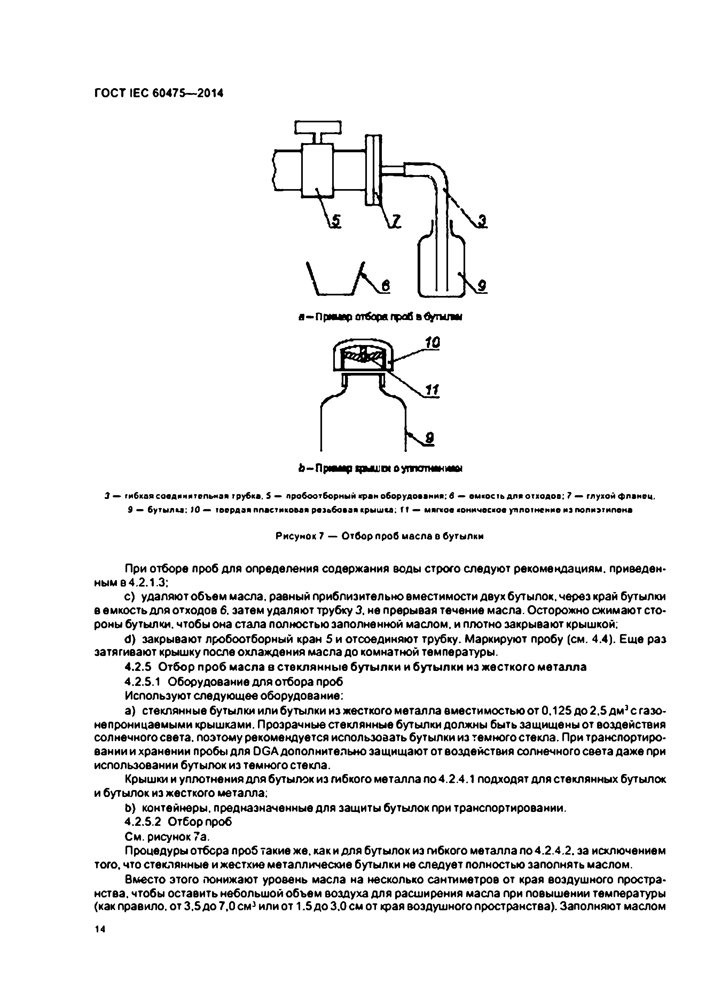 ГОСТ IEC 60475—2014
5
7
3
6
9
а — Пример отбора проб в бутылки
10
11
9
b — Пример крышки с уплотнением
3 — гибкая соединительная трубка, 5 — пробоотборный кран оборудования; 6 — емкость для отходов; 7 — глухой фланец,
9 — бутылка; 10 — твердая пластиковая резьбовая крышка; 11 — мягкое коническое уплотнение из полиэтилена
Рисунок 7 — Отбор проб масла в бутылки
При отборе проб для определения содержания воды строго следуют рекомендациям, приведен-
ным в 4.2.1.3;
c) удаляют объем масла, равный приблизительно вместимости двух бутылок, через край бутылки
в емкость для отходов 6, затем удаляют трубку 3, не прерывая течение масла. Осторожно сжимают сто-
роны бутылки, чтобы она стала полностью заполненной маслом, и плотно закрывают крышкой;
d) закрывают пробоотборный кран 5 и отсоединяют трубку. Маркируют пробу (см. 4.4). Еще раз
затягивают крышку после охлаждения масла до комнатной температуры.
4.2.5 Отбор проб масла в стеклянные бутылки и бутылки из жесткого металла
4.2.5.1 Оборудование для отбора проб
Используют следующее оборудование:
a) стеклянные бутылки или бутылки из жесткого металла вместимостью от 0,125 до 2,5 дм³ с газо-
непроницаемыми крышками. Прозрачные стеклянные бутылки должны быть защищены от воздействия
солнечного света, поэтому рекомендуется использовать бутылки из темного стекла. При транспортиро-
вании и хранении пробы для DGA дополнительно защищают от воздействия солнечного света даже при
использовании бутылок из темного стекла.
Крышки и уплотнения для бутылок из гибкого металла по 4.2.4.1 подходят для стеклянных бутылок
и бутылок из жесткого металла;
b) контейнеры, предназначенные для защиты бутылок при транспортировании.
4.2.5.2 Отбор проб
См. рисунок 7а.
Процедуры отбора проб такие же, как и для бутылок из гибкого металла по 4.2.4.2, за исключением
того, что стеклянные и жесткие металлические бутылки не следует полностью заполнять маслом.
Вместо этого понижают уровень масла на несколько сантиметров от края воздушного простра-
нства, чтобы оставить небольшой объем воздуха для расширения масла при повышении температуры
(как правило, от 3,5 до 7,0 см³ или от 1,5 до 3,0 см от края воздушного пространства). Заполняют маслом
14